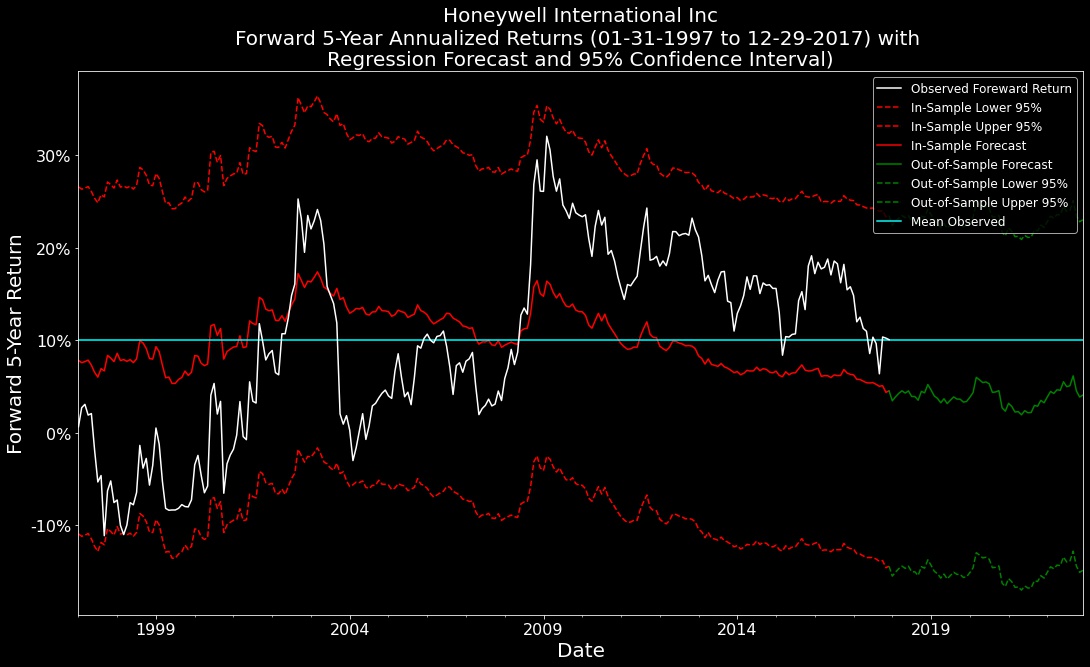 Honeywell International Inc
Forward 5-Year Annualized Returns (01-31-1997 to 12-29-2017) with
Regression Forecast and 95% Confidence Interval)
Observed Foreward Return
In-Sample Lower 95%
In-Sample Upper 95%
In-Sample Forecast
Out-of-Sample Forecast
Out-of-Sample Lower 95%
Out-of-Sample Upper 95%
Mean Observed
Forward 5-Year Return
30%
20%
10%
0%
-10%
1999
2004
2009
2014
2019
Date